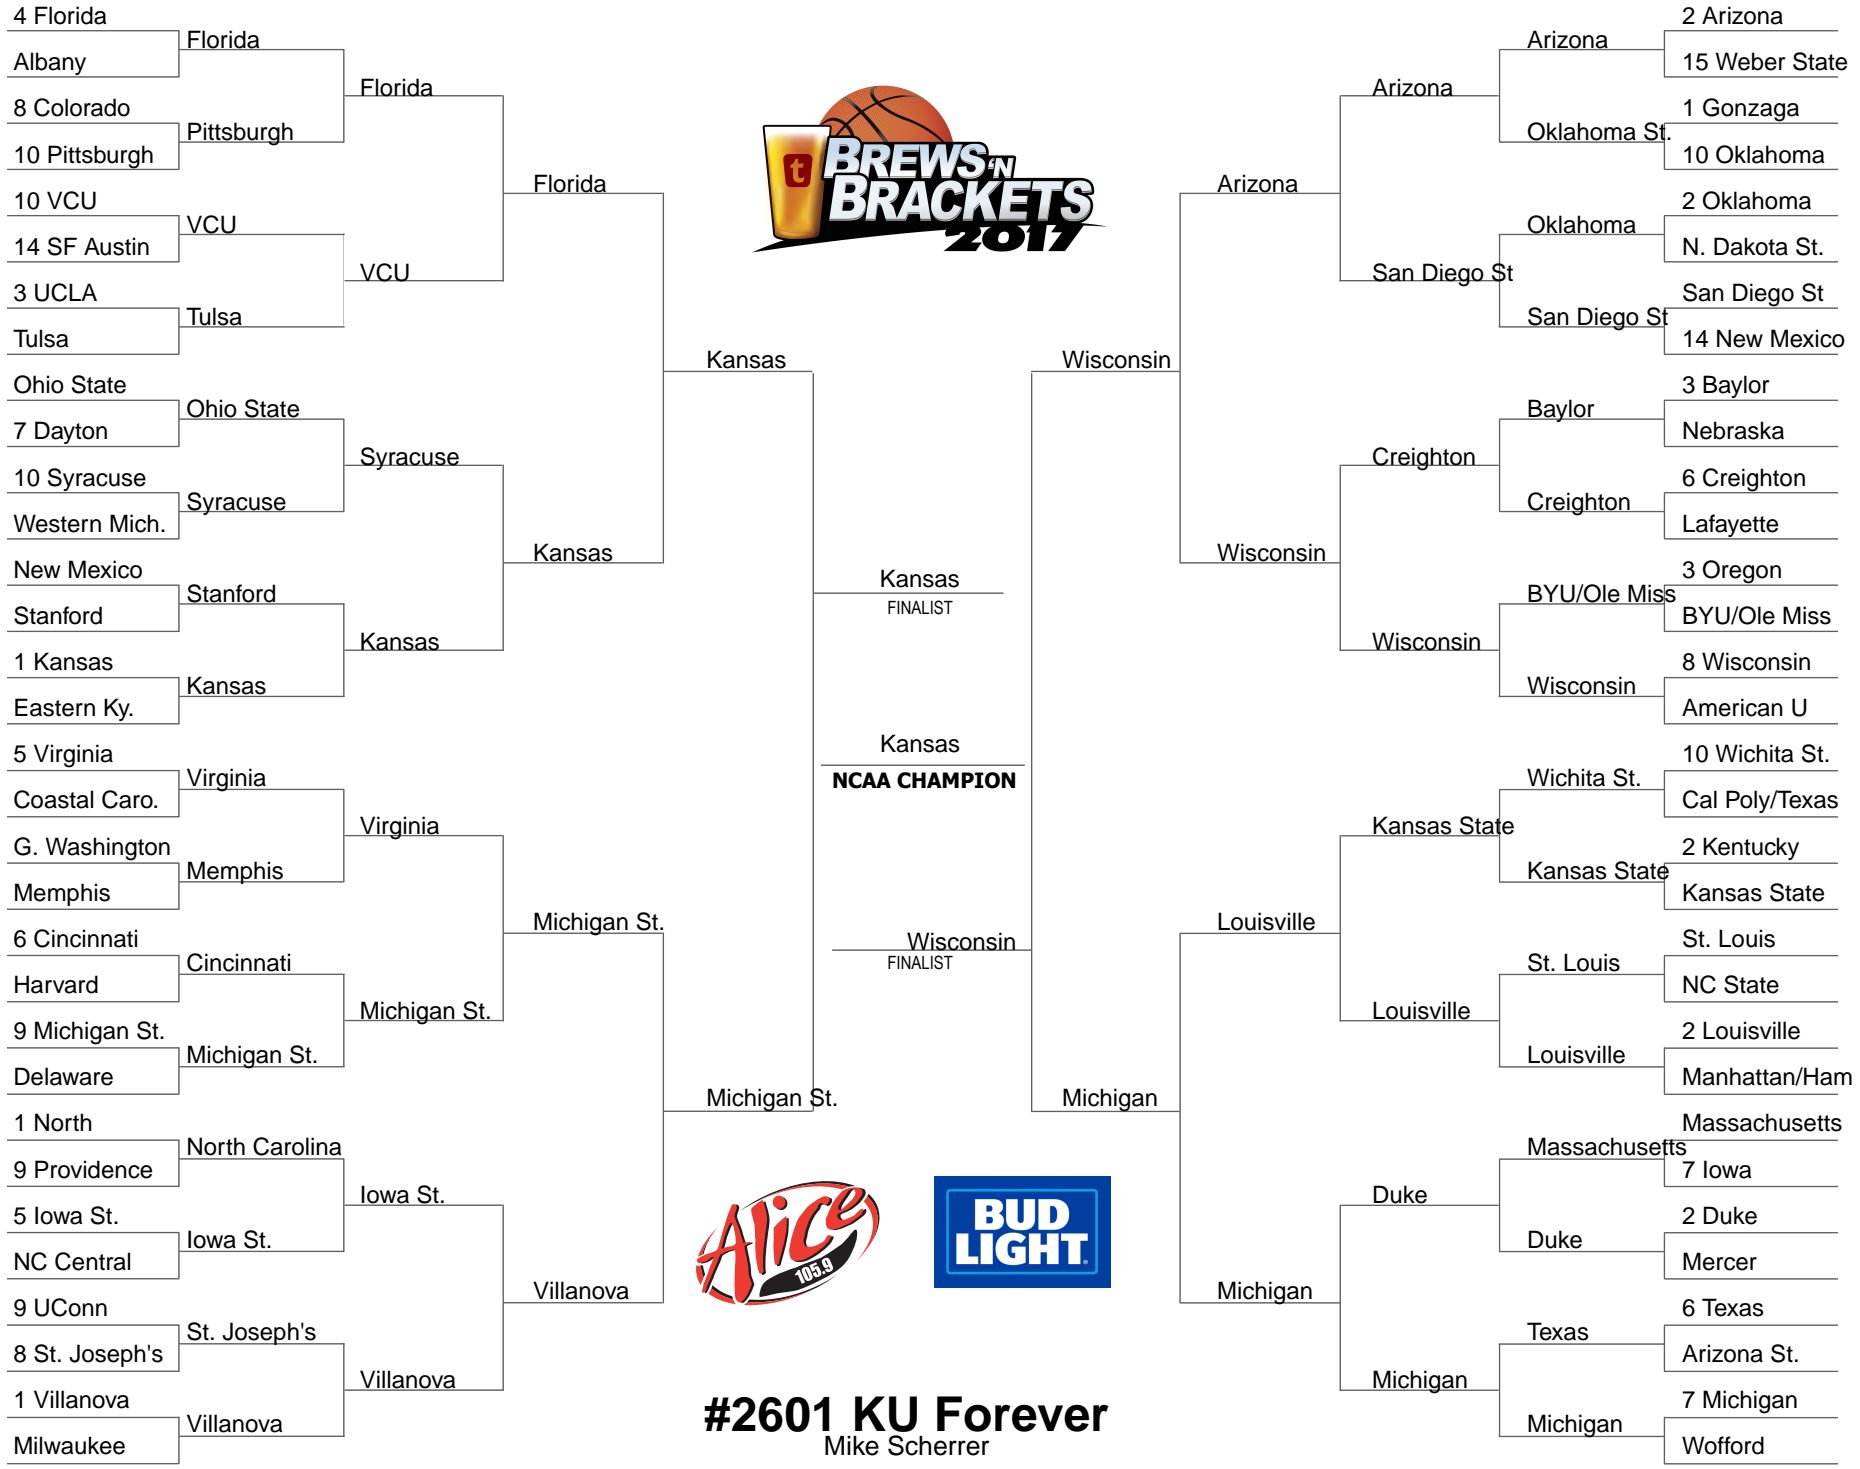 4 Florida
Albany
8 Colorado
10 Pittsburgh
10 VCU
14 SF Austin
3 UCLA
Tulsa
Ohio State
7 Dayton
10 Syracuse
Western Mich.
New Mexico
Stanford
1 Kansas
Eastern Ky.
5 Virginia
Coastal Caro.
G. Washington
Memphis
6 Cincinnati
Harvard
9 Michigan St.
Delaware
1 North
9 Providence
5 Iowa St.
NC Central
9 UConn
8 St. Joseph's
1 Villanova
Milwaukee
Florida
Pittsburgh
VCU
Tulsa
Ohio State
Syracuse
Stanford
Kansas
Virginia
Memphis
Cincinnati
Michigan St.
North Carolina
Iowa St.
St. Joseph's
Villanova
Florida
VCU
Syracuse
Kansas
Virginia
Michigan St.
Iowa St.
Villanova
Florida
Kansas
Michigan St.
Villanova
Kansas
Michigan St.
t
BREWS 'N
BRACKETS
2017
Kansas
FINALIST
Kansas
NCAA CHAMPION
Wisconsin
FINALIST
Alice
105.9
BUD
LIGHT
#2601 KU Forever
Mike Scherrer
Wisconsin
Michigan
Arizona
Wisconsin
Louisville
Michigan
Arizona
San Diego St
Creighton
Wisconsin
Kansas State
Louisville
Duke
Michigan
Arizona
Oklahoma St.
Oklahoma
San Diego St
Baylor
Creighton
BYU/Ole Miss
Wisconsin
Wichita St.
Kansas State
St. Louis
Louisville
Massachusetts
Duke
Texas
Michigan
2 Arizona
15 Weber State
1 Gonzaga
10 Oklahoma
2 Oklahoma
N. Dakota St.
San Diego St
14 New Mexico
3 Baylor
Nebraska
6 Creighton
Lafayette
3 Oregon
BYU/Ole Miss
8 Wisconsin
American U
10 Wichita St.
Cal Poly/Texas
2 Kentucky
Kansas State
St. Louis
NC State
2 Louisville
Manhattan/Ham
Massachusetts
7 Iowa
2 Duke
Mercer
6 Texas
Arizona St.
7 Michigan
Wofford